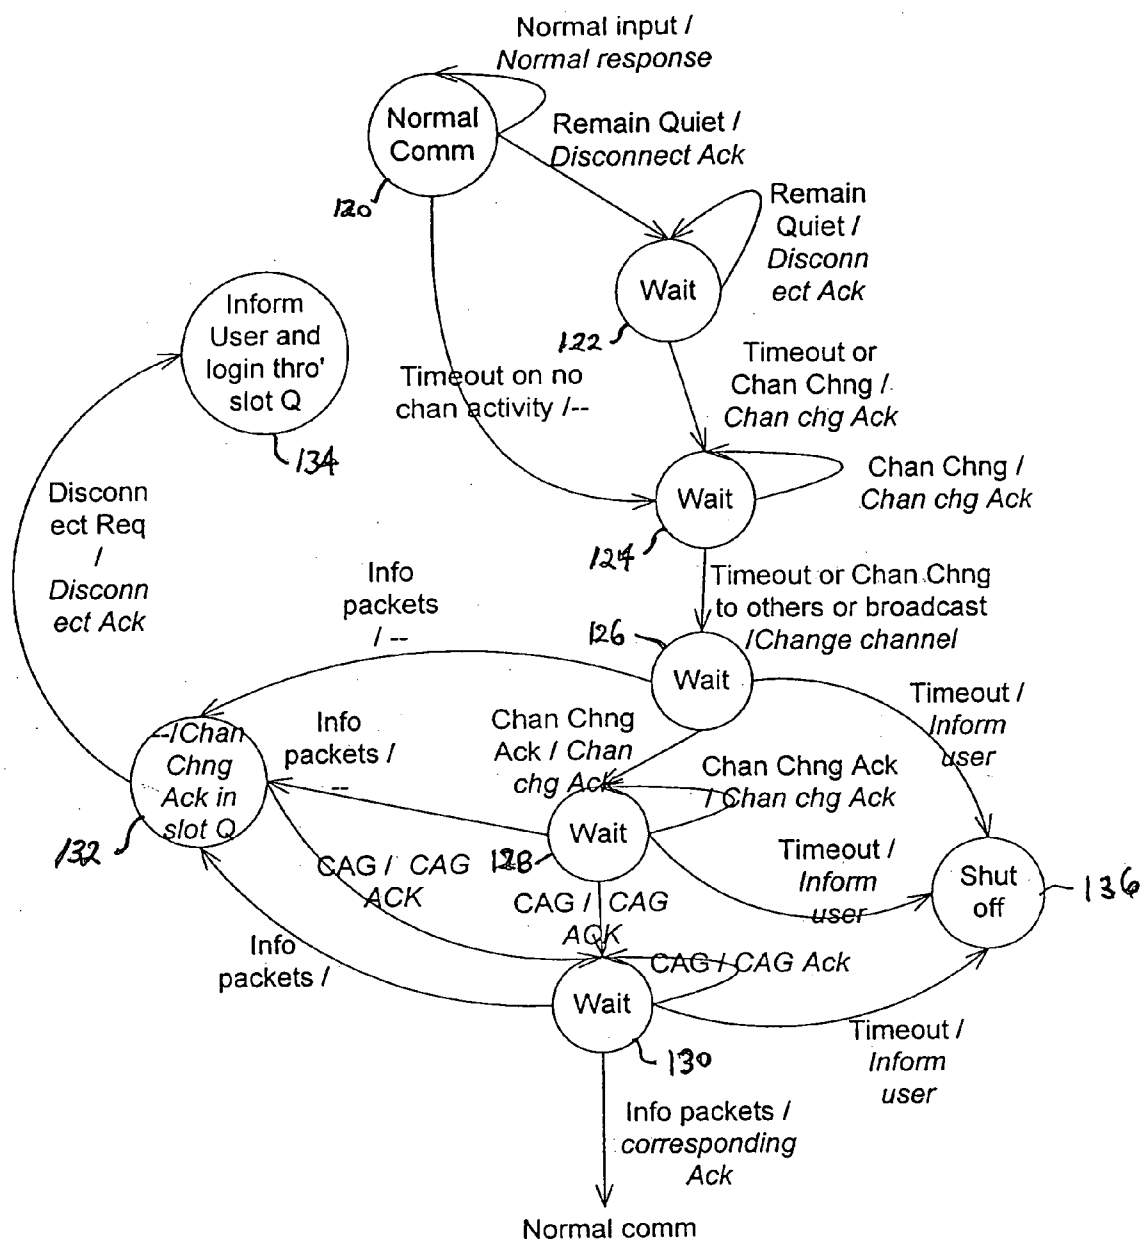 Normal input /
Normal response
Normal
Comm
Remain Quiet /
Disconnect Ack
120
Remain
Quiet /
Disconn
ect Ack
Wait
122
Inform
User and
login thro'
slot Q
134
Timeout on no
chan activity /--
Timeout or
Chan Chng /
Chan chg Ack
Wait
124
Chan Chng /
Chan chg Ack
Disconn
ect Req
/
Disconn
ect Ack
Info
packets
/ --
Timeout or Chan Chng
to others or broadcast
/Change channel
126
Wait
Timeout /
Inform
user
--/Chan
Chng
Ack in
slot Q
132
Info
packets /
--
Chan Chng
Ack / Chan
chg Ack
Chan Chng Ack
/ Chan chg Ack
Wait
128
Timeout /
Inform
user
Shut
off
136
CAG / CAG
ACK
CAG / CAG
ACK
Info
packets /
CAG / CAG Ack
Wait
130
Timeout /
Inform
user
Info packets /
corresponding
Ack
Normal comm